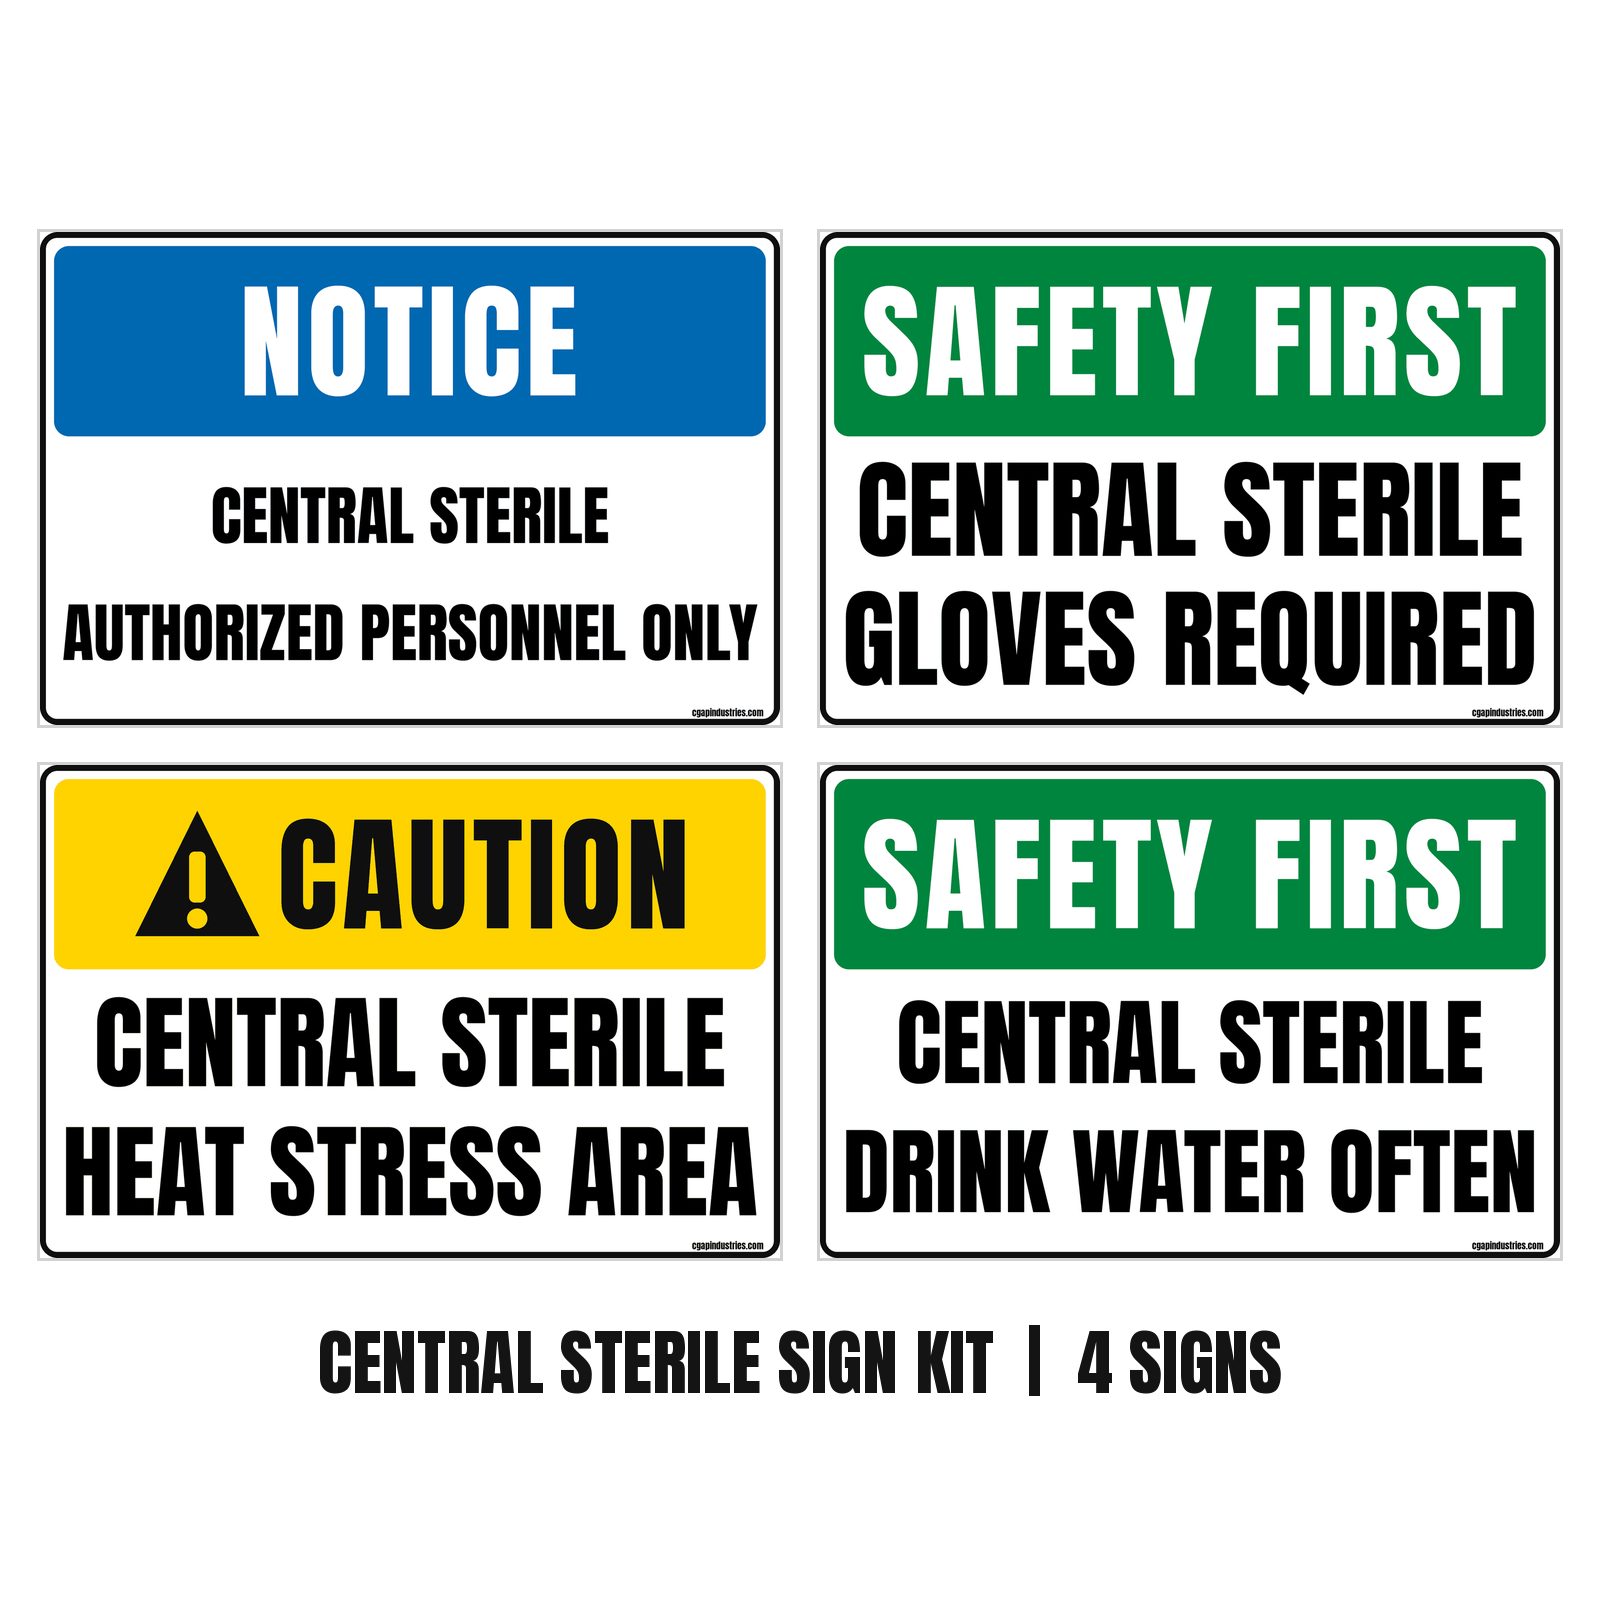 NOTICE
CENTRAL STERILE
AUTHORIZED PERSONNEL ONLY
cgapindustries.com
SAFETY FIRST
CENTRAL STERILE
GLOVES REQUIRED
cgapindustries.com
CAUTION
CENTRAL STERILE
HEAT STRESS AREA
cgapindustries.com
SAFETY FIRST
CENTRAL STERILE
DRINK WATER OFTEN
cgapindustries.com
CENTRAL STERILE SIGN KIT | 4 SIGNS